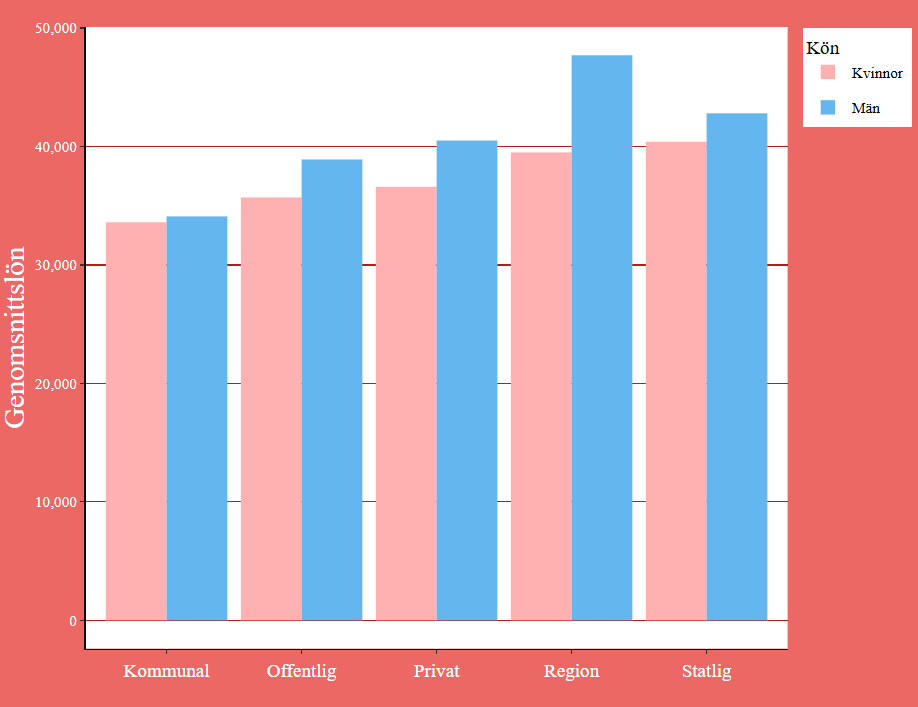 50,000
40,000
30,000
20,000
10,000
0
Genomsnittslön
Kommunal
Offentlig
Privat
Region
Statlig
Kön
Kvinnor
Män